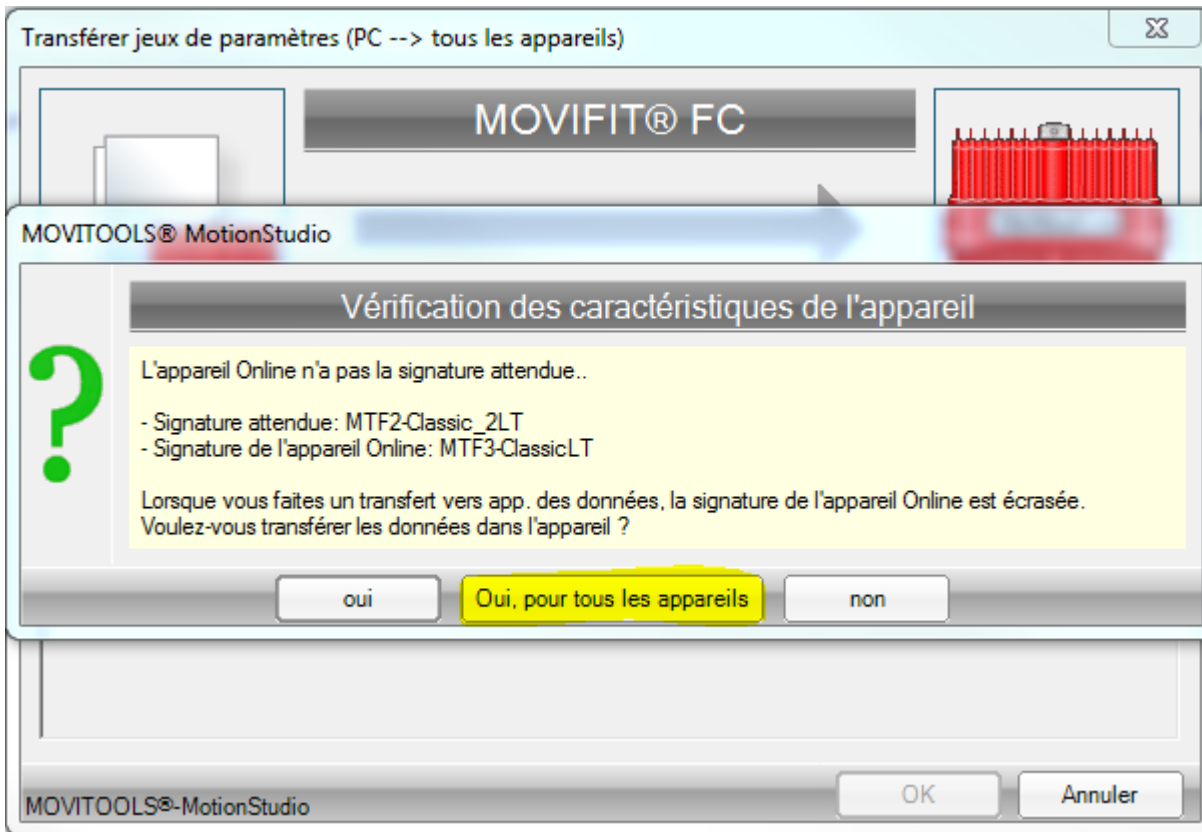 Transférer jeux de paramètres (PC --> tous les appareils)
MOVIFIT® FC
MOVITOOLS® MotionStudio
Vérification des caractéristiques de l'appareil
L'appareil Online n'a pas la signature attendue..
- Signature attendue: MTF2-Classic_2LT
- Signature de l'appareil Online: MTF3-ClassicLT
Lorsque vous faites un transfert vers app. des données, la signature de l'appareil Online est écrasée.
Voulez-vous transférer les données dans l'appareil ?
oui
Oui, pour tous les appareils
non
OK
Annuler
MOVITOOLS®-MotionStudio